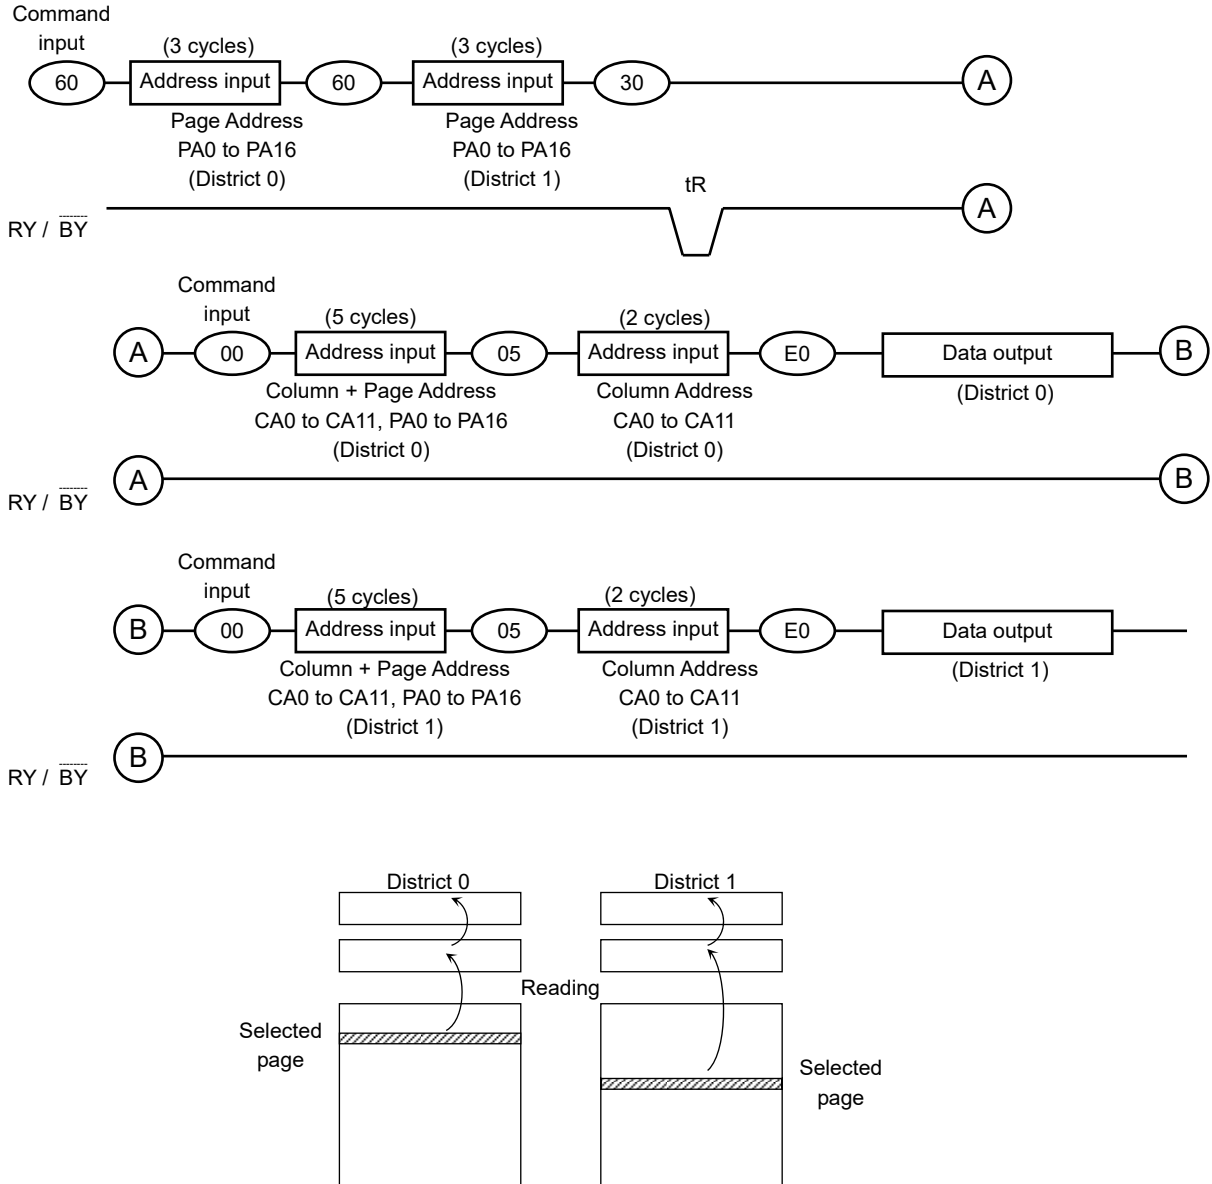 Command
input
(3 cycles) (3 cycles)
60 Address input 60 Address input 30 A
Page Address Page Address
PA0 to PA16 PA0 to PA16
(District 0) (District 1)
tR
A
RY / BY
Command
input
(5 cycles) (2 cycles)
A 00 Address input 05 Address input E0 Data output B
Column + Page Address Column Address (District 0)
CA0 to CA11, PA0 to PA16 CA0 to CA11
(District 0) (District 0)
A B
RY / BY
Command
input
(5 cycles) (2 cycles)
B 00 Address input 05 Address input E0 Data output
Column + Page Address Column Address (District 1)
CA0 to CA11, PA0 to PA16 CA0 to CA11
(District 1) (District 1)
B
RY / BY
District 0 District 1
Reading
Selected
page
Selected
page